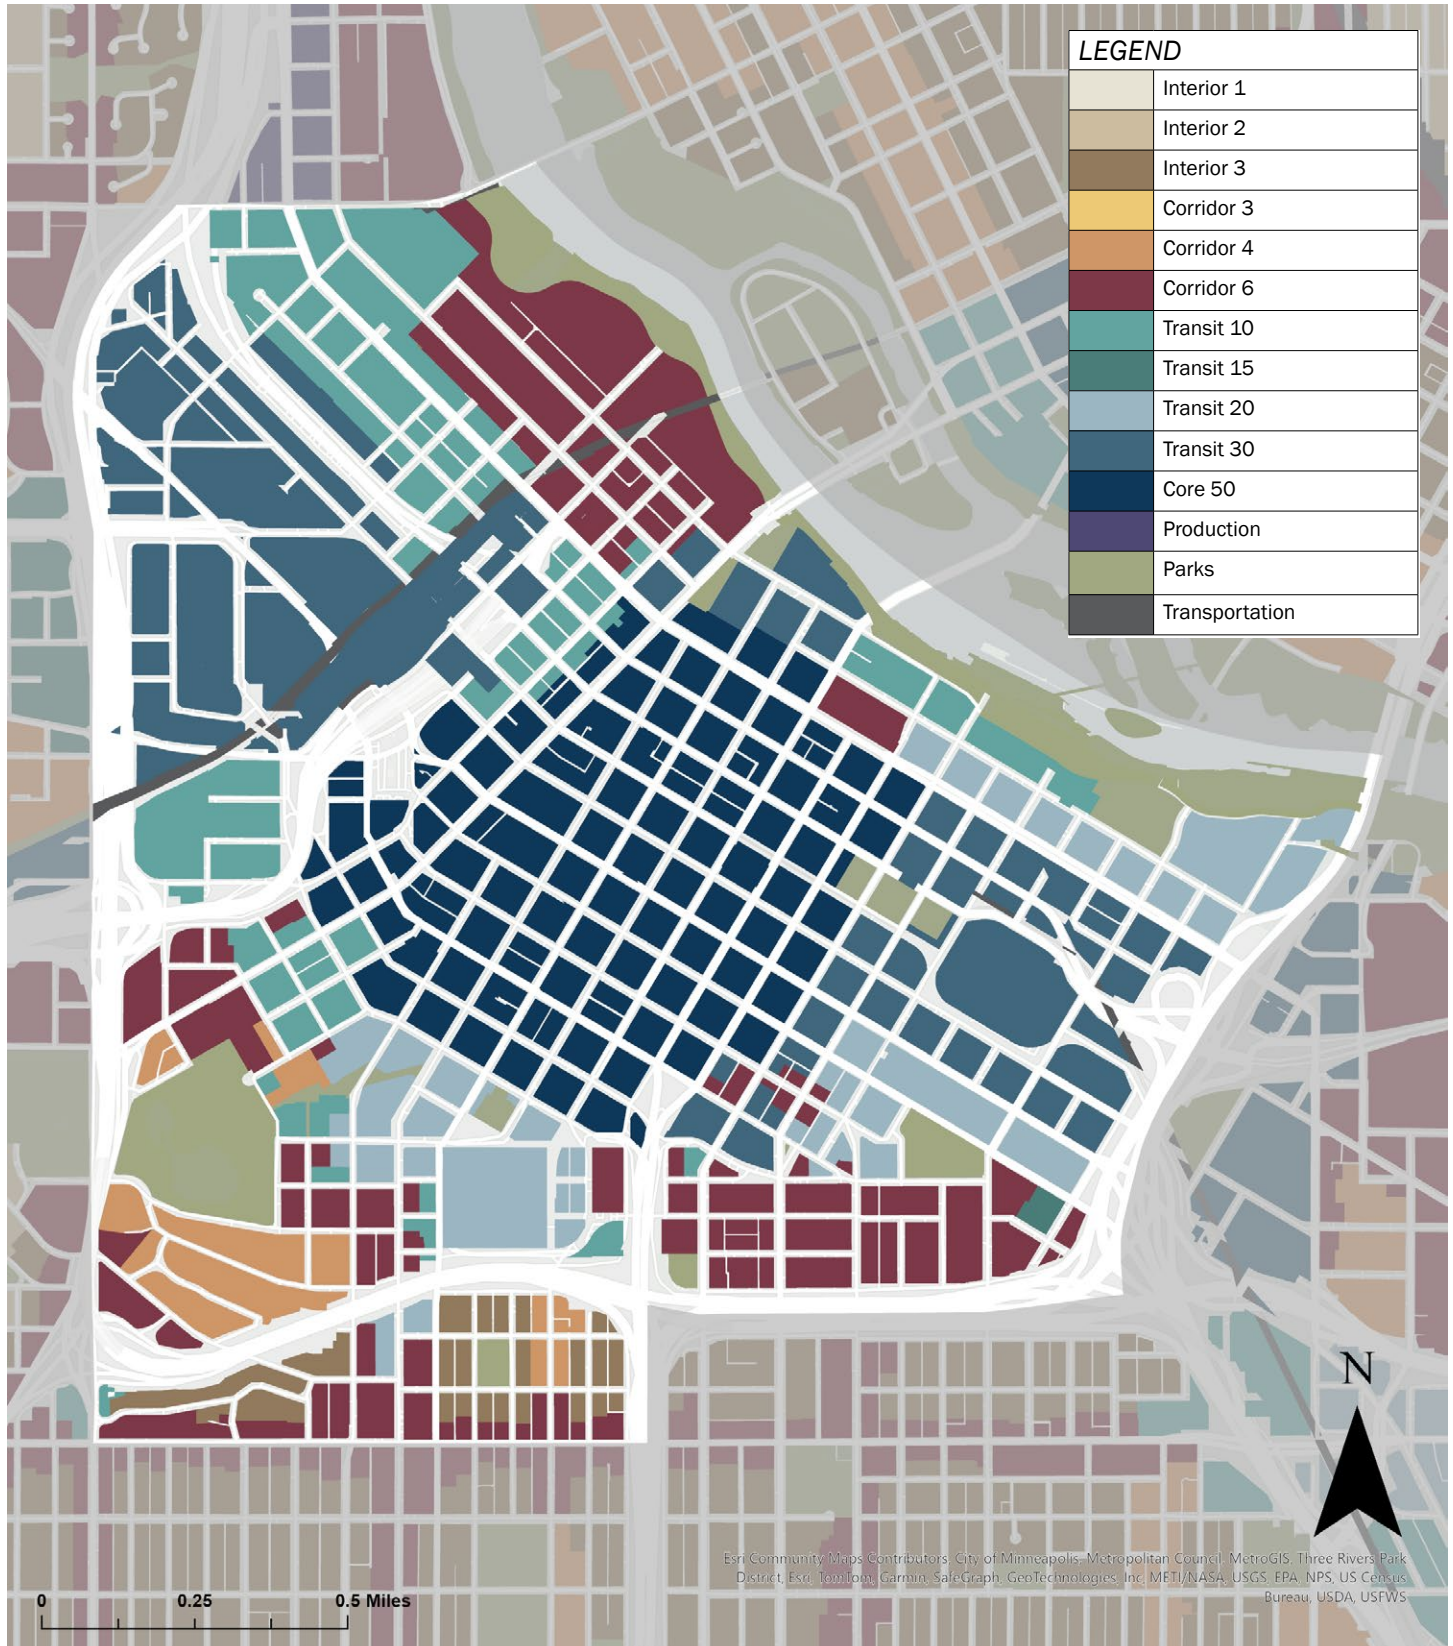 LEGEND
Interior 1
Interior 2
Interior 3
Corridor 3
Corridor 4
Corridor 6
Transit 10
Transit 15
Transit 20
Transit 30
Core 50
Production
Parks
Transportation
N
Esri Community Maps Contributors, City of Minneapolis, Metropolitan Council, MetroGIS, Three Rivers Park
District, Esri, TomTom, Garmin, SafeGraph, GeoTechnologies, Inc, METI/NASA, USGS, EPA, NPS, US Census
Bureau, USDA, USFWS
0 0.25 0.5 Miles